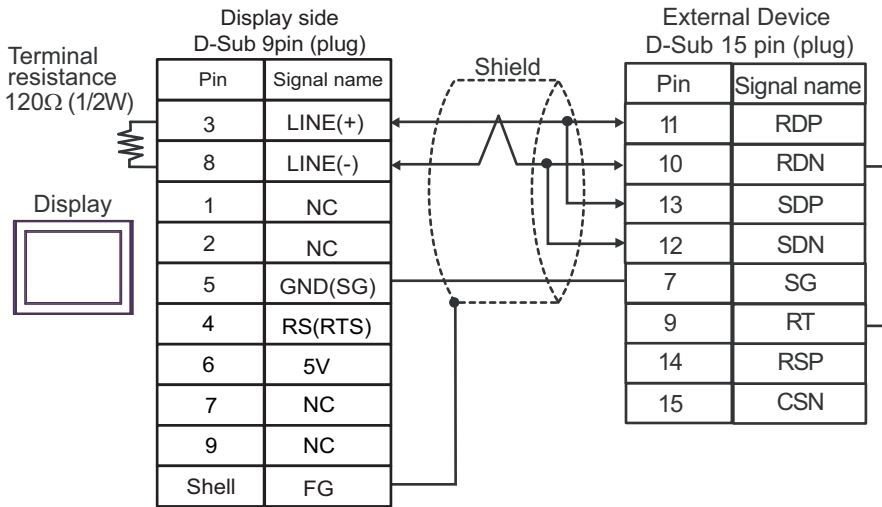 Display side
D-Sub 9pin (plug)
External Device
D-Sub 15 pin (plug)
Terminal
resistance
120Ω (1/2W)
Shield
Display
Pin Signal name
3 LINE(+)
8 LINE(-)
1 NC
2 NC
5 GND(SG)
4 RS(RTS)
6 5V
7 NC
9 NC
Shell FG
Pin Signal name
11 RDP
10 RDN
13 SDP
12 SDN
7 SG
9 RT
14 RSP
15 CSN